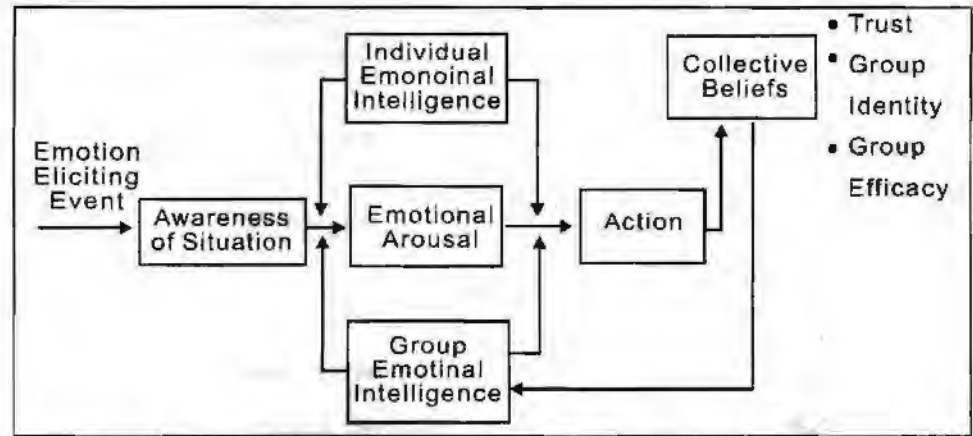 Individual
Emonoinal
Intelligence
Collective
Beliefs
• Trust
• Group
Identity
• Group
Efficacy
Emotion
Eliciting
Event
Awareness
of Situation
Emotional
Arousal
Action
Group
Emotinal
Intelligence